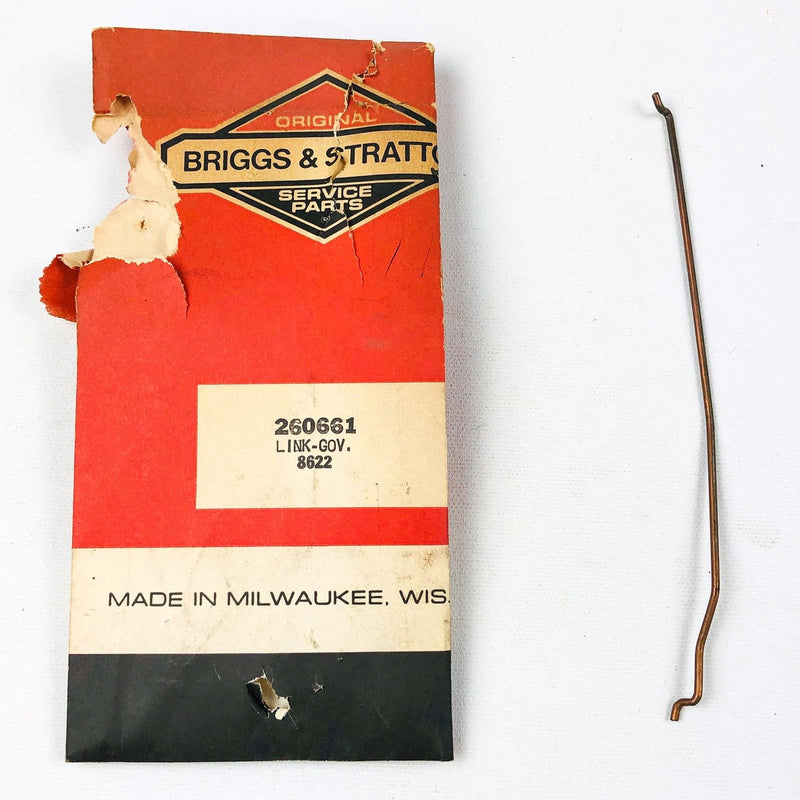 ORIGINAL
BRIGGS & STRATTO
SERVICE
PARTS
260661
LINK-GOV.
8622
MADE IN MILWAUKEE, WIS.